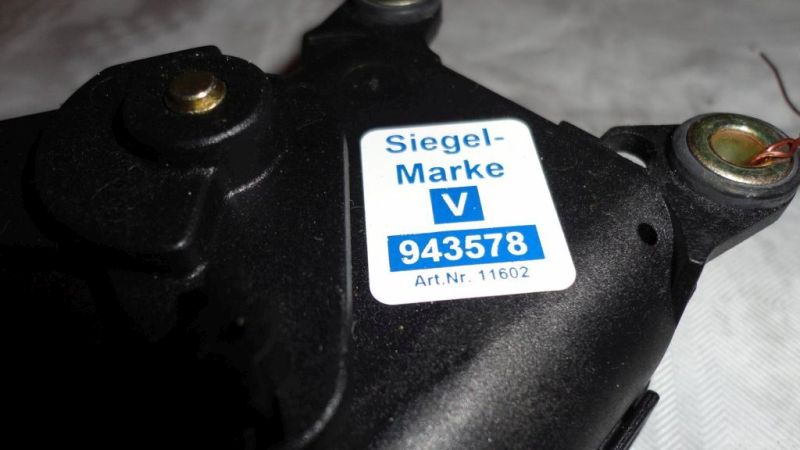 Siegel-
Marke
V
943578
Art.Nr. 11602